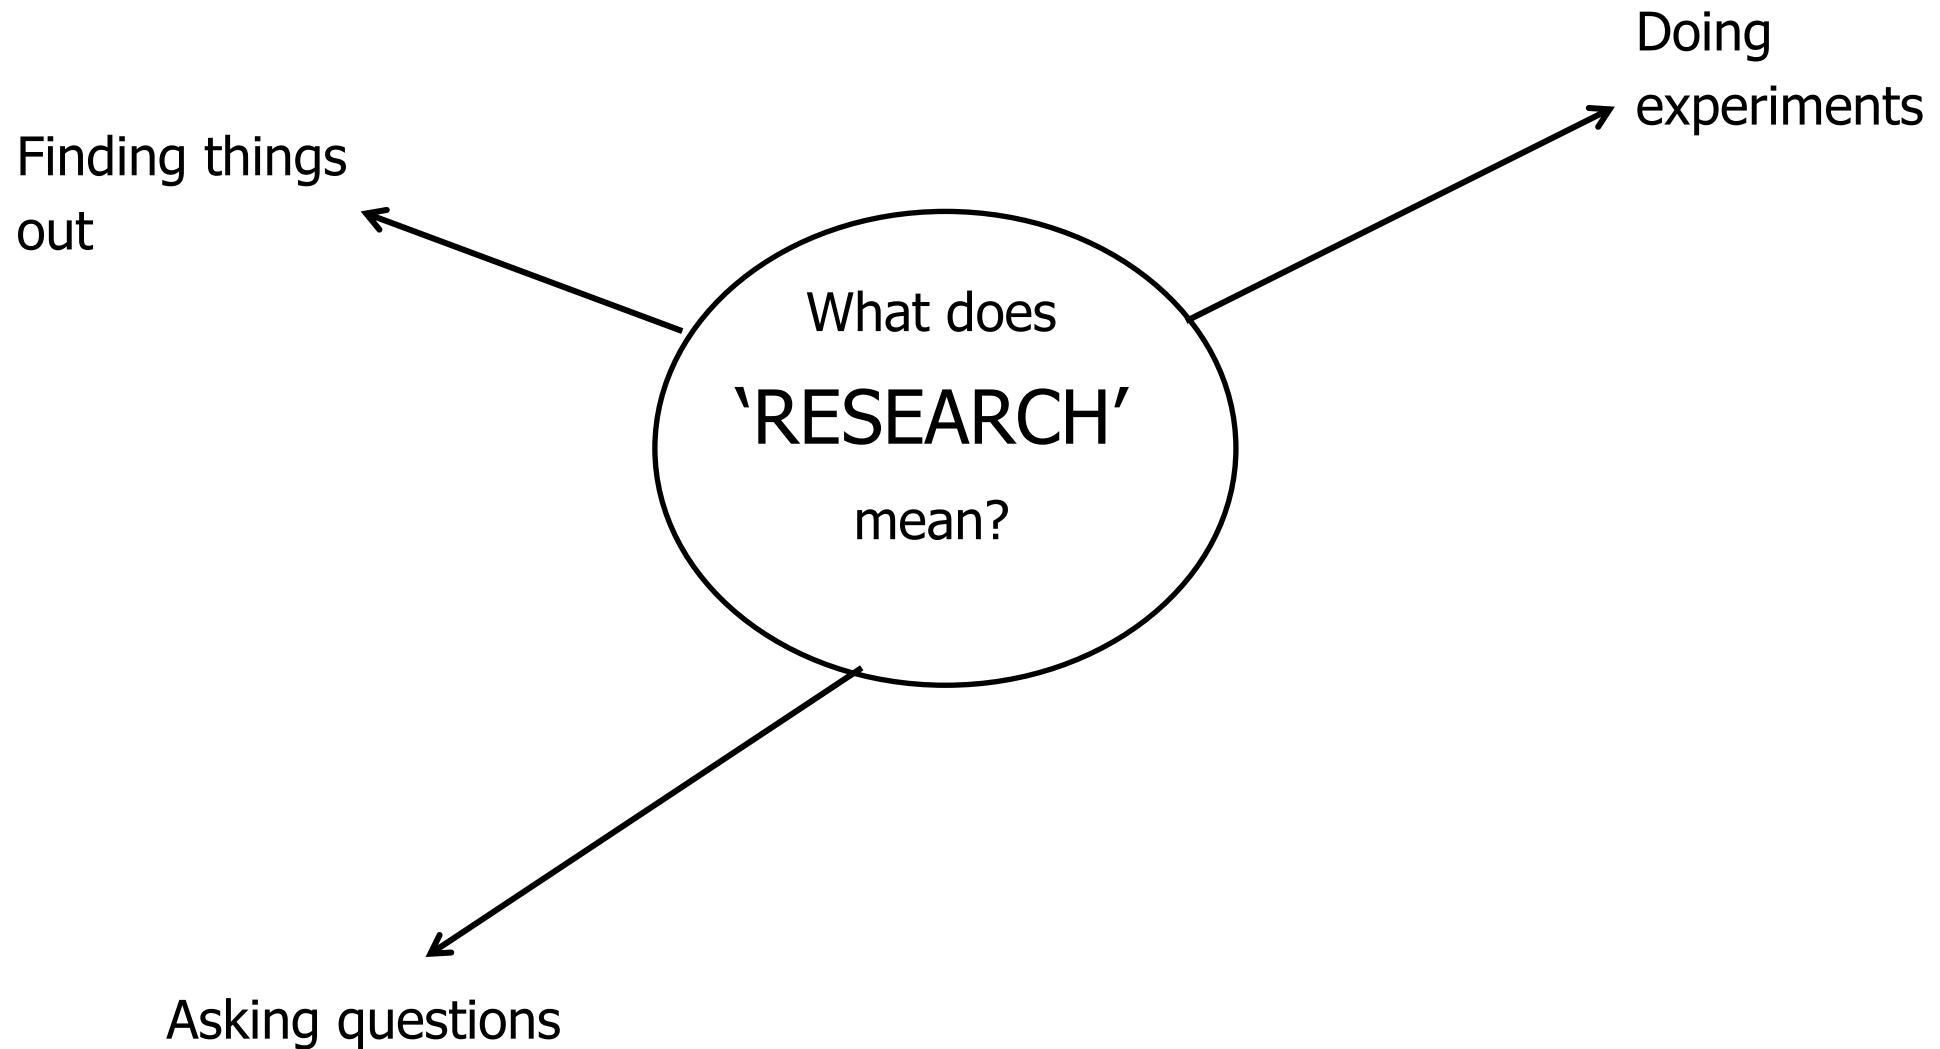 Doing
experiments
Finding things
out
What does
‘RESEARCH’
mean?
Asking questions